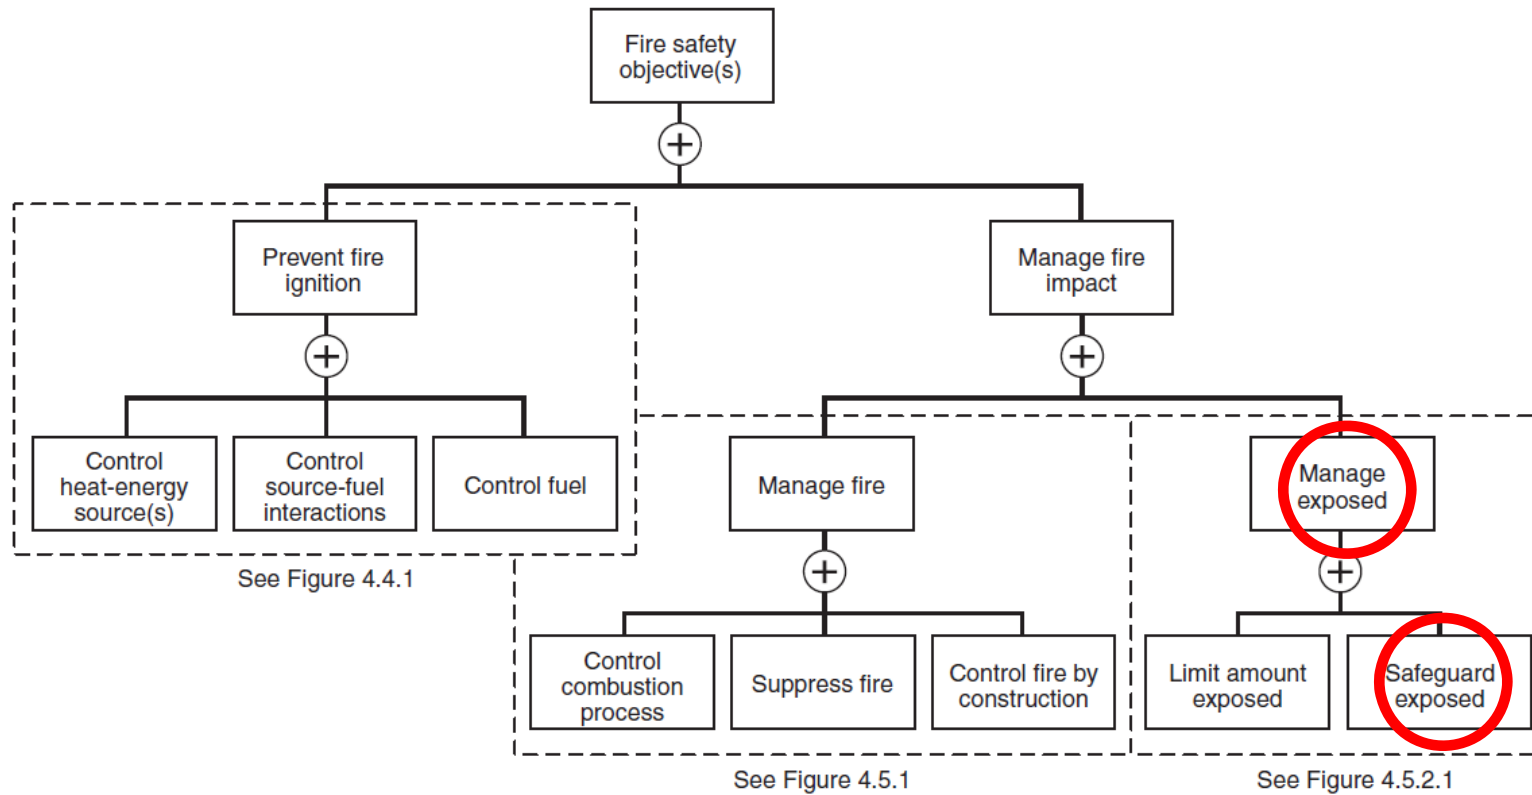 Fire safety
objective(s)
+
Prevent fire
ignition
Manage fire
impact
+
+
Control
heat-energy
source(s)
Control
source-fuel
interactions
Control fuel
Manage fire
Manage
exposed
See Figure 4.4.1
+
+
Control
combustion
process
Suppress fire
Control fire by
construction
Limit amount
exposed
Safeguard
exposed
See Figure 4.5.1
See Figure 4.5.2.1